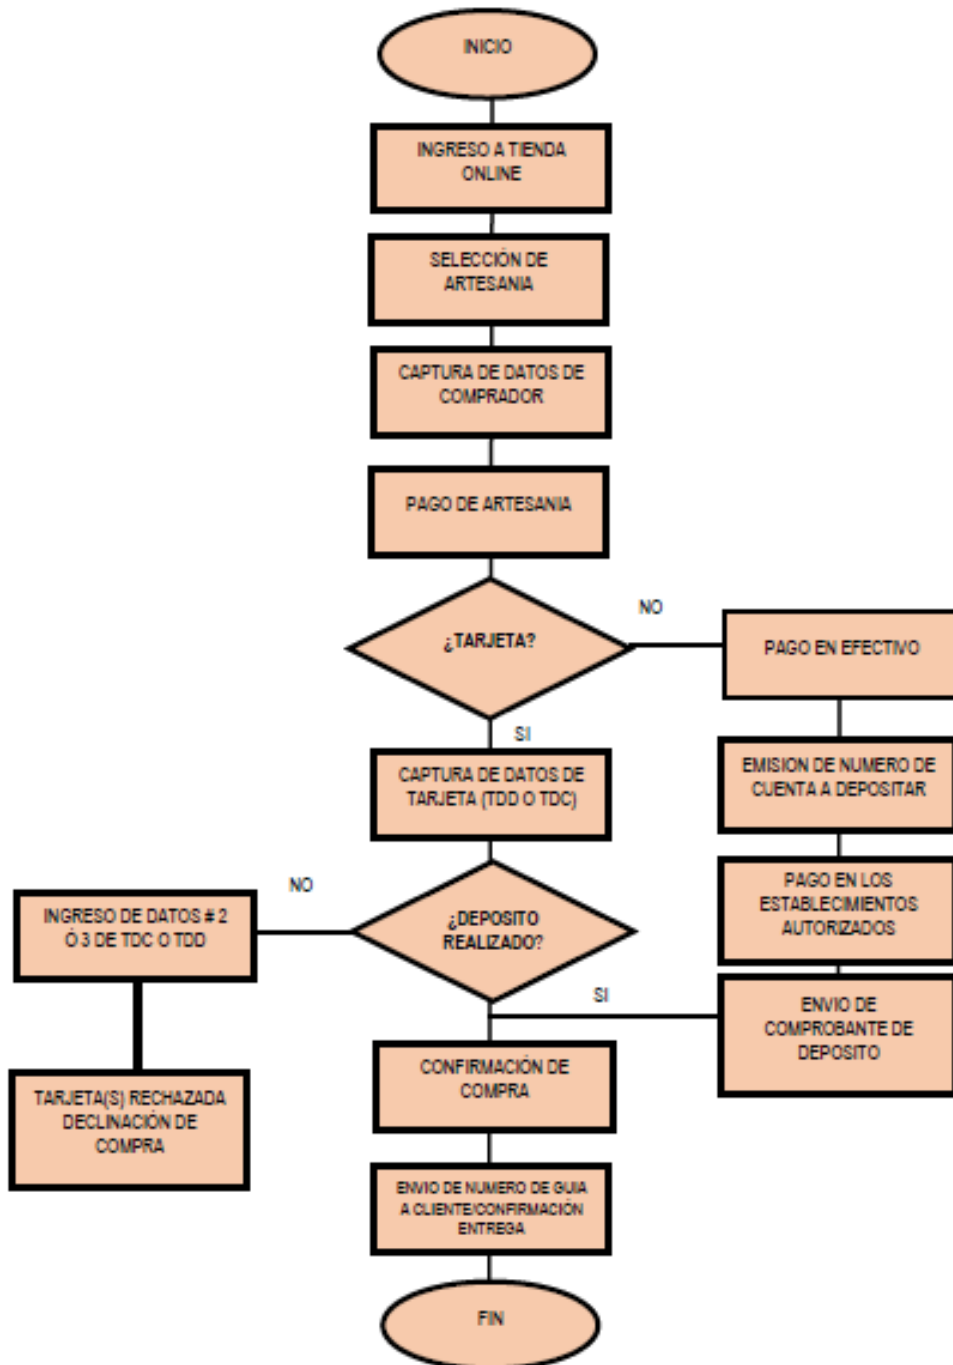 INICIO
INGRESO A TIENDA
ONLINE
SELECCIÓN DE
ARTESANIA
CAPTURA DE DATOS DE
COMPRADOR
PAGO DE ARTESANIA
¿TARJETA?
NO
PAGO EN EFECTIVO
SI
CAPTURA DE DATOS DE
TARJETA (TDD O TDC)
EMISION DE NUMERO DE
CUENTA A DEPOSITAR
PAGO EN LOS
ESTABLECIMIENTOS
AUTORIZADOS
NO
INGRESO DE DATOS # 2
Ó 3 DE TDC O TDD
¿DEPOSITO
REALIZADO?
SI
ENVIO DE
COMPROBANTE DE
DEPOSITO
CONFIRMACIÓN DE
COMPRA
TARJETA(S) RECHAZADA
DECLINACIÓN DE
COMPRA
ENVIO DE NUMERO DE GUIA
A CLIENTE/CONFIRMACIÓN
ENTREGA
FIN